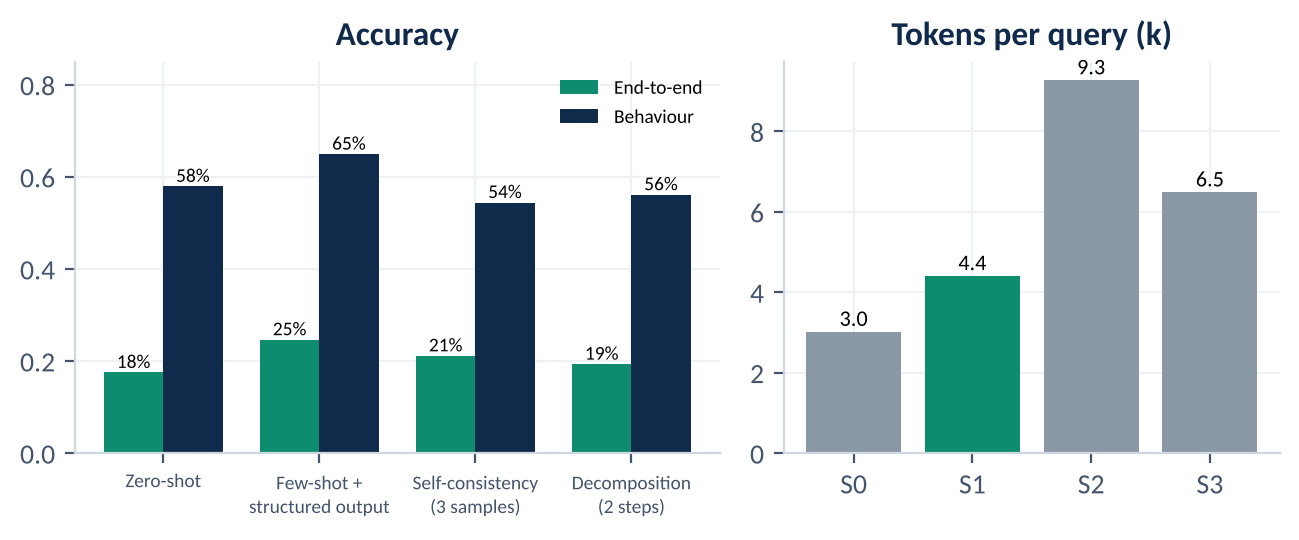 Accuracy
0.8
0.6
0.4
0.2
0.0
End-to-end
Behaviour
18%
58%
25%
65%
21%
54%
19%
56%
Zero-shot
Few-shot +
structured output
Self-consistency
(3 samples)
Decomposition
(2 steps)
Tokens per query (k)
8
6
4
2
0
3.0
4.4
9.3
6.5
S0
S1
S2
S3